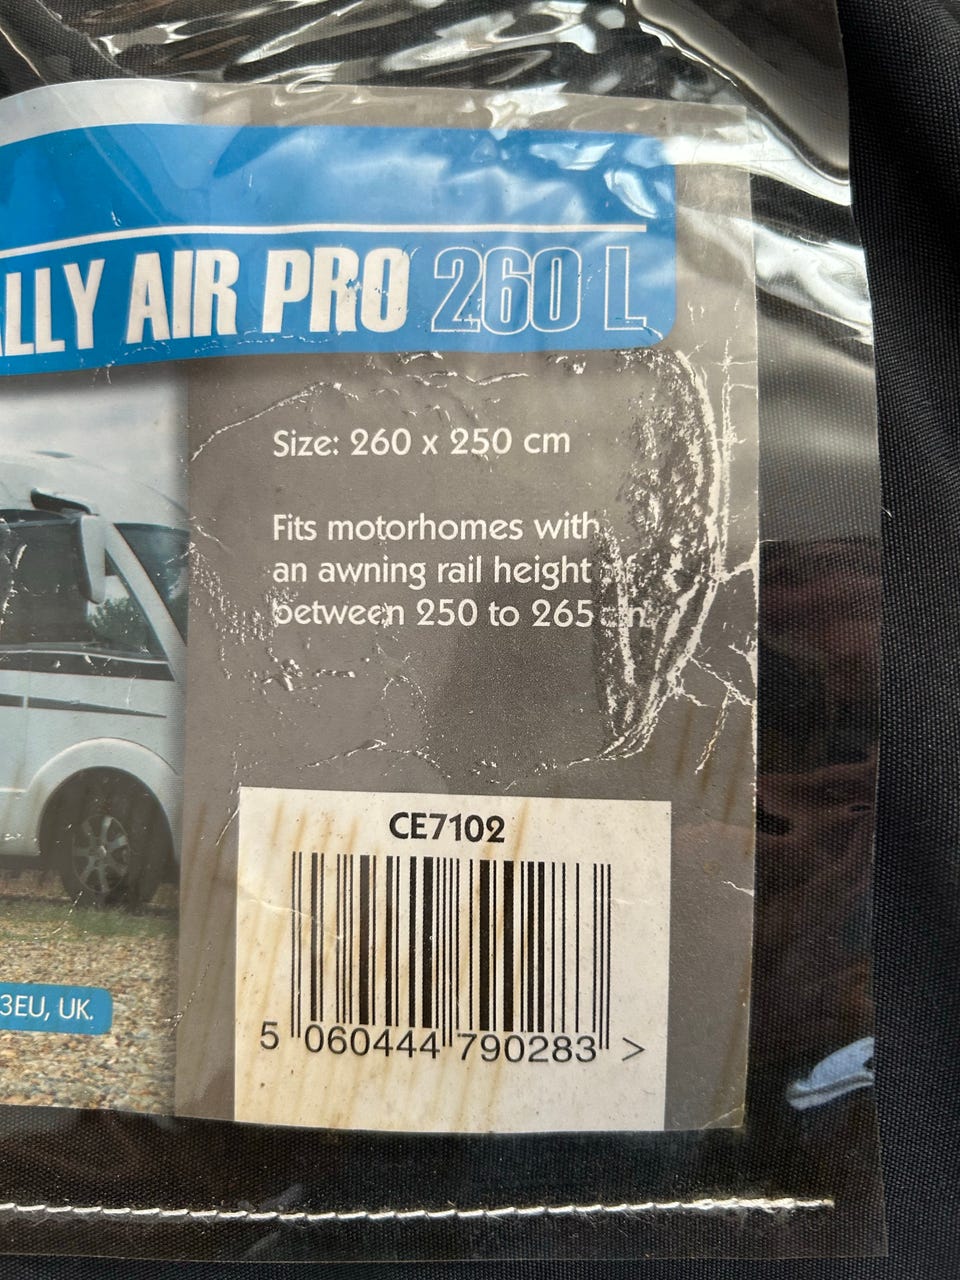 ALLY AIR PRO 260 L
Size: 260 x 250 cm
Fits motorhomes with
an awning rail height
between 250 to 265 cm
3EU, UK.
CE7102
5 060444 790283 >